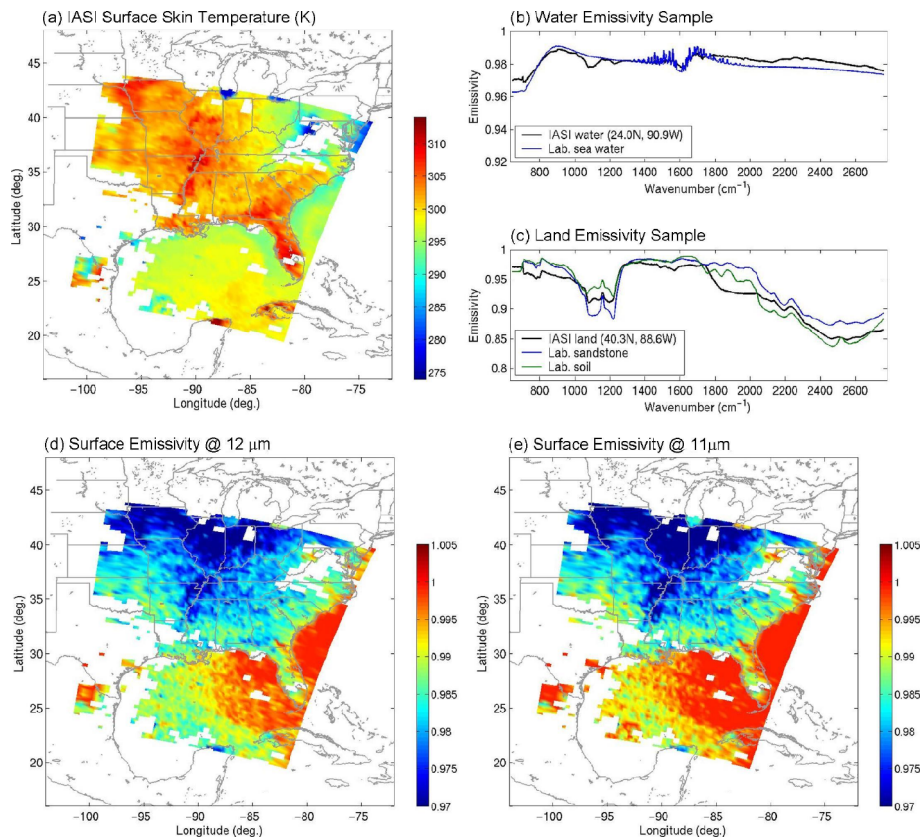 (a) IASI Surface Skin Temperature (K)
45
40
35
30
25
20
Latitude (deg.)
−100 −95 −90 −85 −80 −75
Longitude (deg.)
310
305
300
295
290
285
280
275
(b) Water Emissivity Sample
1
0.98
0.96
0.94
0.92
Emissivity
IASI water (24.0N, 90.9W)
Lab. sea water
800 1000 1200 1400 1600 1800 2000 2200 2400 2600
Wavenumber (cm−1)
(c) Land Emissivity Sample
1
0.95
0.9
0.85
0.8
Emissivity
IASI land (40.3N, 88.6W)
Lab. sandstone
Lab. soil
800 1000 1200 1400 1600 1800 2000 2200 2400 2600
Wavenumber (cm−1)
(d) Surface Emissivity @ 12 μm
45
40
35
30
25
20
Latitude (deg.)
−100 −95 −90 −85 −80 −75
Longitude (deg.)
1.005
1
0.995
0.99
0.985
0.98
0.975
0.97
(e) Surface Emissivity @ 11μm
45
40
35
30
25
20
Latitude (deg.)
−100 −95 −90 −85 −80 −75
Longitude (deg.)
1.005
1
0.995
0.99
0.985
0.98
0.975
0.97